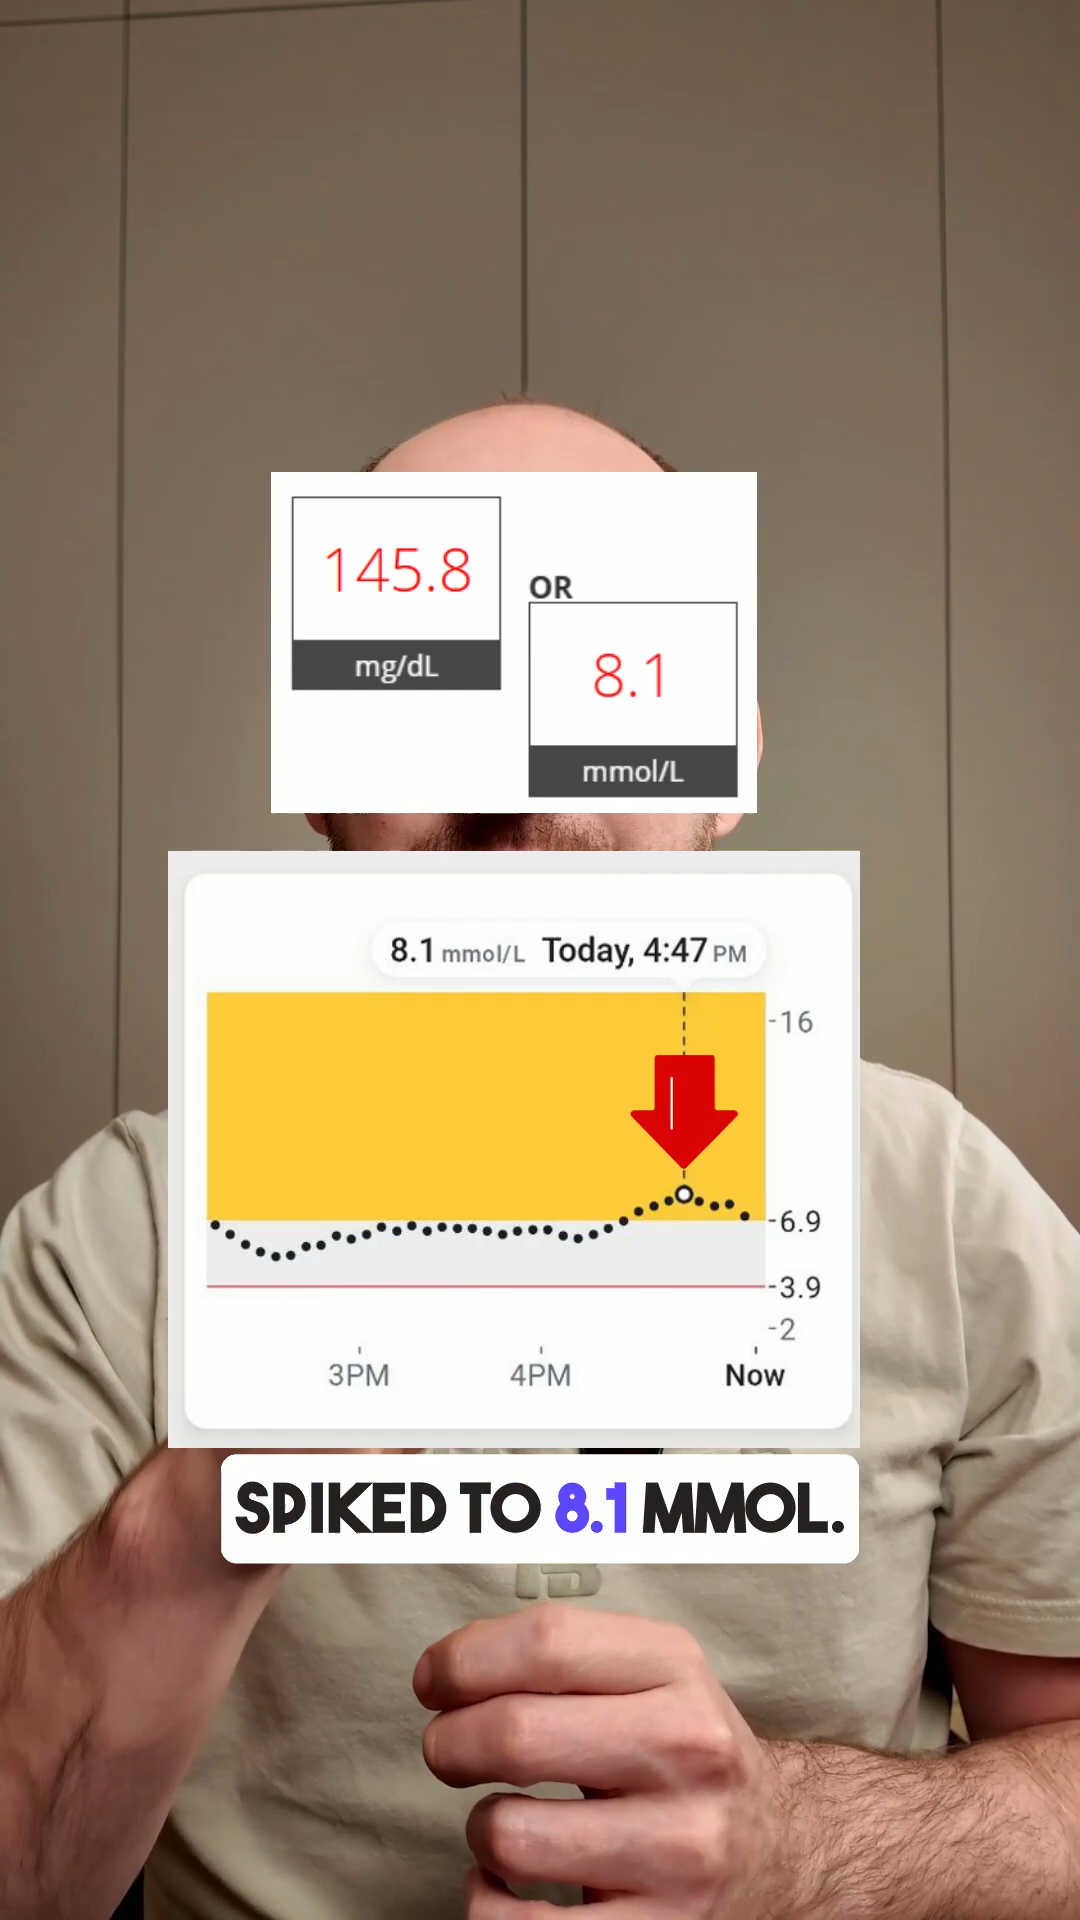 145.8
mg/dL
OR
8.1
mmol/L
8.1 mmol/L Today, 4:47 PM
-16
-6.9
-3.9
-2
3PM 4PM Now
SPIKED TO 8.1 MMOL.